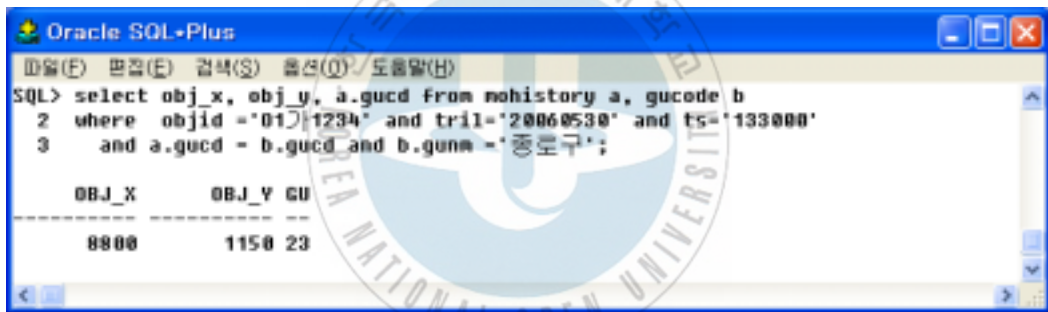 Oracle SQL*Plus
파일(F) 편집(E) 검색(S) 옵션(O) 도움말(H)
SQL> select obj_x, obj_y, a.gucd from mohistory a, gucode b
2 where objid ='01가1234' and tril='20060530' and ts='133000'
3 and a.gucd = b.gucd and b.gunm ='종로구';
OBJ_X OBJ_Y GU
---------- ---------- --
8800 1150 23